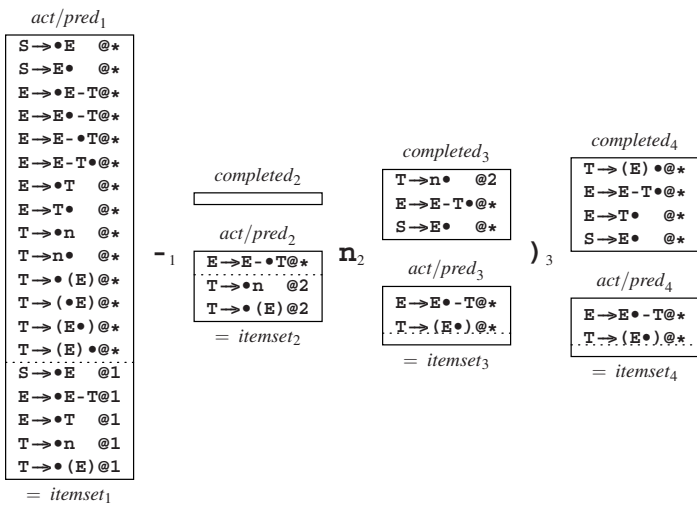 act/pred1
S→•E @*
S→E• @*
E→•E-T@*
E→E•-T@*
E→E-•T@*
E→E-T•@*
E→•T @*
E→T• @*
T→•n @*
T→n• @*
T→•(E)@*
T→(•E)@*
T→(E•)@*
T→(E)•@*
S→•E @1
E→•E-T@1
E→•T @1
T→•n @1
T→•(E)@1
= itemset1
-1
completed2
act/pred2
E→E-•T@*
T→•n @2
T→•(E)@2
= itemset2
n2
completed3
T→n• @2
E→E-T•@*
S→E• @*
act/pred3
E→E•-T@*
T→(E•)@*
= itemset3
)3
completed4
T→(E)•@*
E→E-T•@*
E→T• @*
S→E• @*
act/pred4
E→E•-T@*
T→(E•)@*
= itemset4